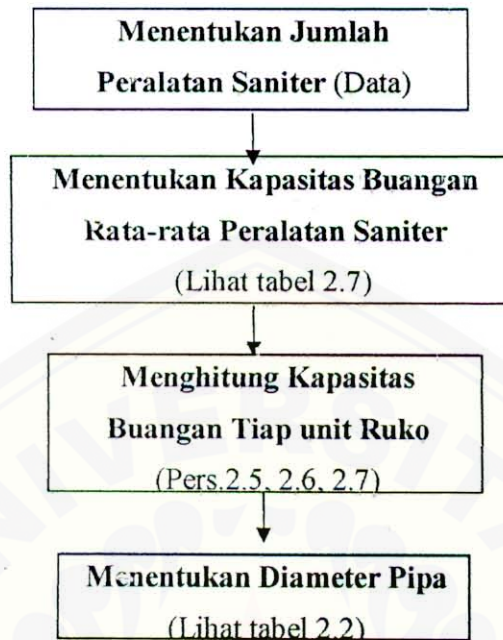 Menentukan Jumlah
Peralatan Saniter (Data)
Menentukan Kapasitas Buangan
Rata-rata Peralatan Saniter
(Lihat tabel 2.7)
Menghitung Kapasitas
Buangan Tiap unit Ruko
(Pers.2.5, 2.6, 2.7)
Menentukan Diameter Pipa
(Lihat tabel 2.2)